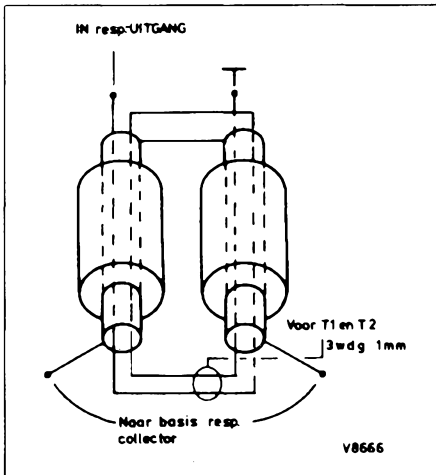 IN resp.UITGANG
Voor T1 en T2
3wdg 1mm
Naar basis resp.
collector
V8666